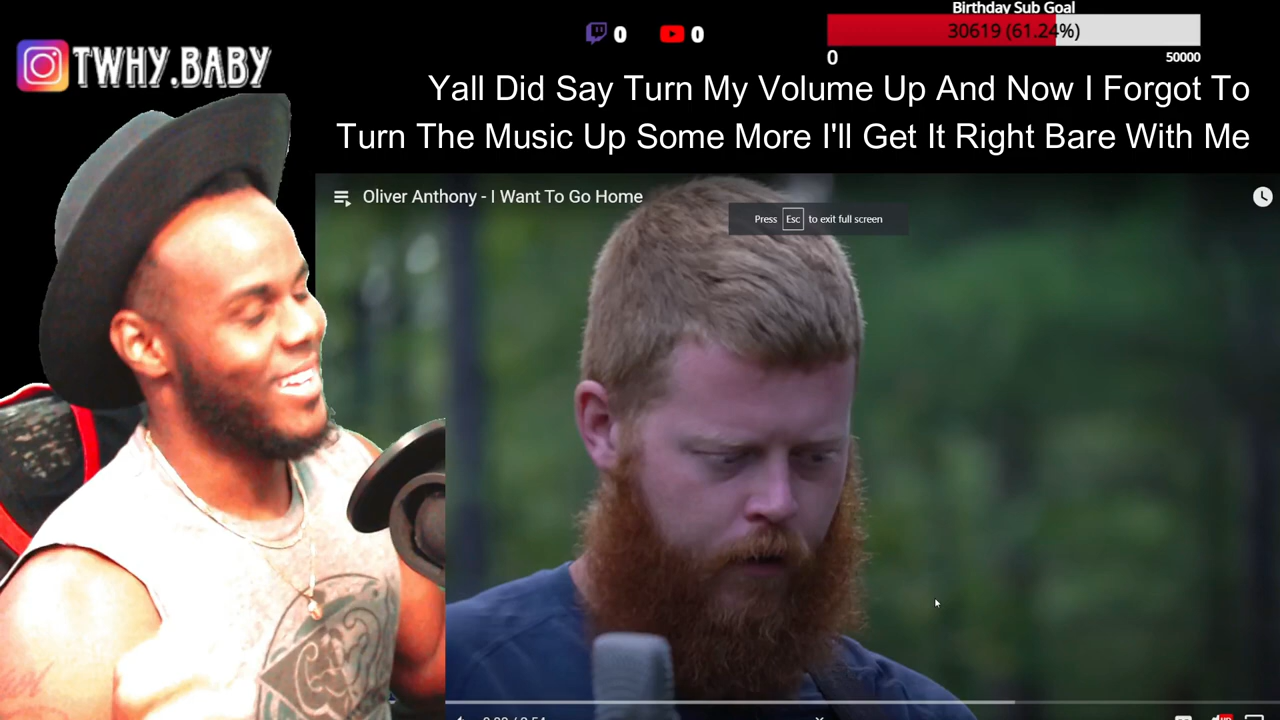 Birthday Sub Goal
TWHY.BABY
0
0
30619 (61.24%)
0
50000
Yall Did Say Turn My Volume Up And Now I Forgot To
Turn The Music Up Some More I'll Get It Right Bare With Me
Oliver Anthony - I Want To Go Home
Press Esc to exit full screen